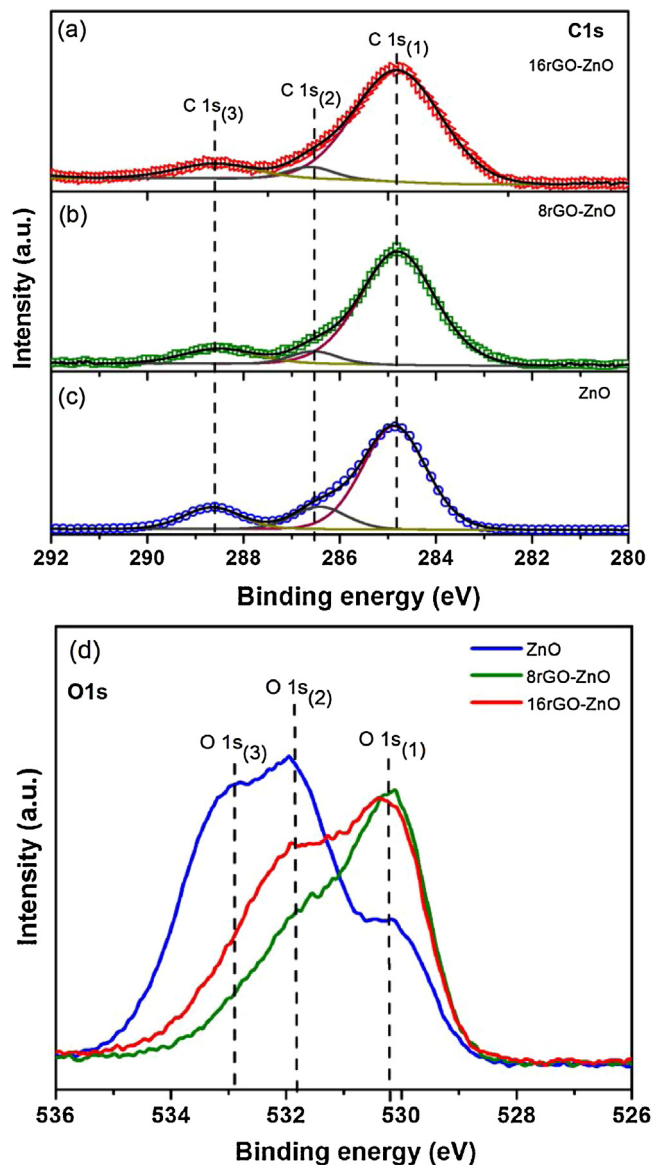 (a)
C1s
16rGO-ZnO
C 1s(1)
C 1s(2)
C 1s(3)
(b)
8rGO-ZnO
(c)
ZnO
Intensity (a.u.)
292 290 288 286 284 282 280
Binding energy (eV)
(d)
O1s
ZnO
8rGO-ZnO
16rGO-ZnO
O 1s(3)
O 1s(2)
O 1s(1)
Intensity (a.u.)
536 534 532 530 528 526
Binding energy (eV)